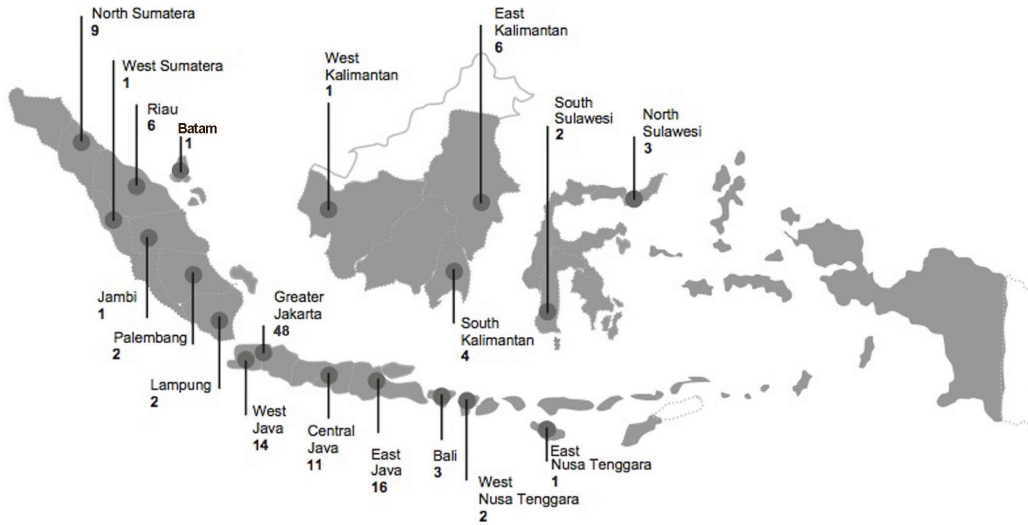 North Sumatera
9
West Sumatera
1
Riau
6
Batam
1
West
Kalimantan
1
East
Kalimantan
6
South
Sulawesi
2
North
Sulawesi
3
Jambi
1
Palembang
2
Lampung
2
Greater
Jakarta
48
South
Kalimantan
4
West
Java
14
Central
Java
11
East
Java
16
Bali
3
West
Nusa Tenggara
2
East
Nusa Tenggara
1